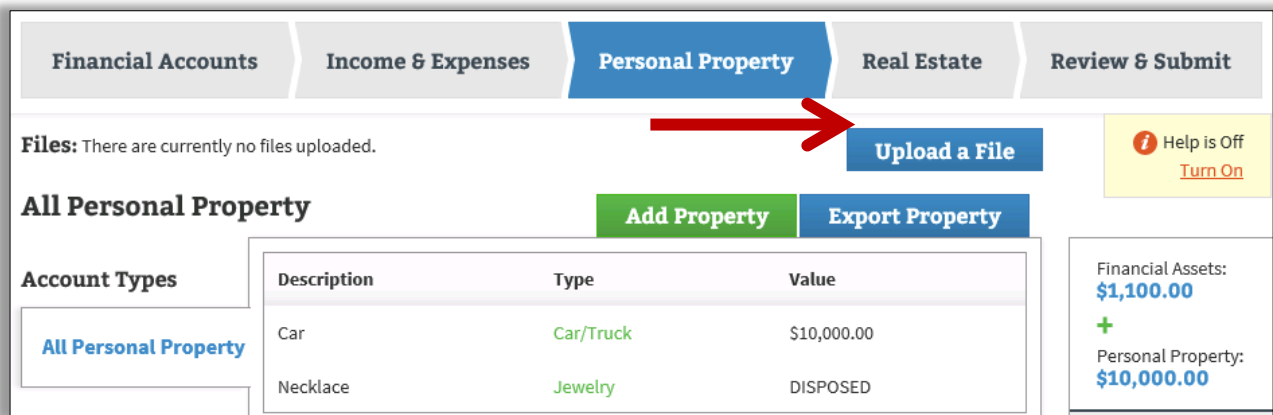 Financial Accounts
Income & Expenses
Personal Property
Real Estate
Review & Submit
Files: There are currently no files uploaded.
Upload a File
Help is Off
Turn On
All Personal Property
Add Property
Export Property
Account Types
All Personal Property
Description Type Value
Car Car/Truck $10,000.00
Necklace Jewelry DISPOSED
Financial Assets:
$1,100.00
+
Personal Property:
$10,000.00